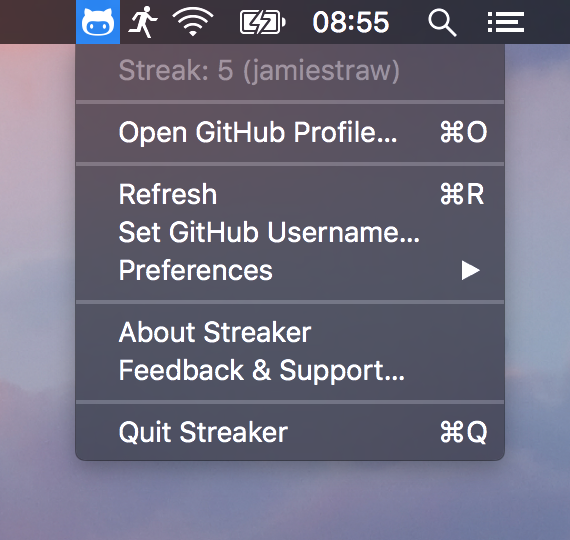 08:55
Streak: 5 (jamiestraw)
Open GitHub Profile... ⌘O
Refresh ⌘R
Set GitHub Username...
Preferences
About Streaker
Feedback & Support...
Quit Streaker ⌘Q